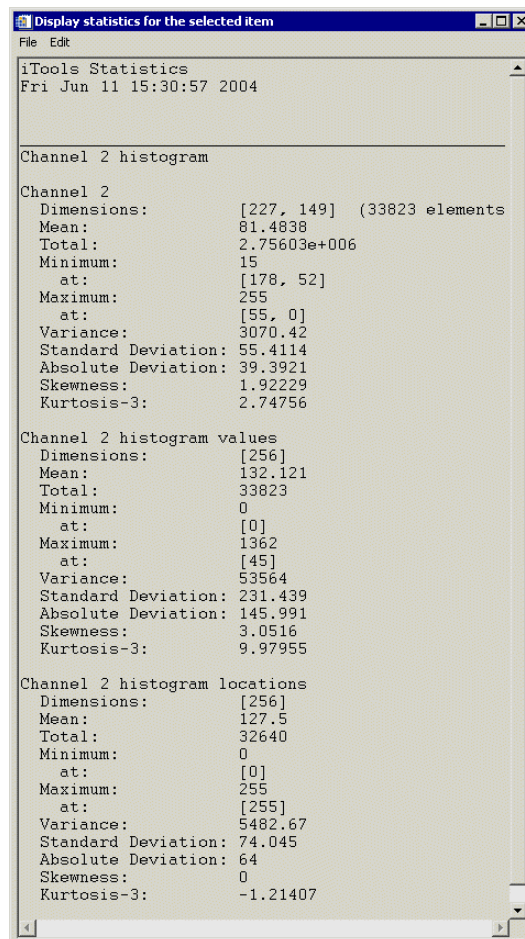 Display statistics for the selected item
File Edit
iTools Statistics
Fri Jun 11 15:30:57 2004
Channel 2 histogram
Channel 2
Dimensions: [227, 149] (33823 elements
Mean: 81.4838
Total: 2.75603e+006
Minimum: 15
at: [178, 52]
Maximum: 255
at: [55, 0]
Variance: 3070.42
Standard Deviation: 55.4114
Absolute Deviation: 39.3921
Skewness: 1.92229
Kurtosis-3: 2.74756
Channel 2 histogram values
Dimensions: [256]
Mean: 132.121
Total: 33823
Minimum: 0
at: [0]
Maximum: 1362
at: [45]
Variance: 53564
Standard Deviation: 231.439
Absolute Deviation: 145.991
Skewness: 3.0516
Kurtosis-3: 9.97955
Channel 2 histogram locations
Dimensions: [256]
Mean: 127.5
Total: 32640
Minimum: 0
at: [0]
Maximum: 255
at: [255]
Variance: 5482.67
Standard Deviation: 74.045
Absolute Deviation: 64
Skewness: 0
Kurtosis-3: -1.21407